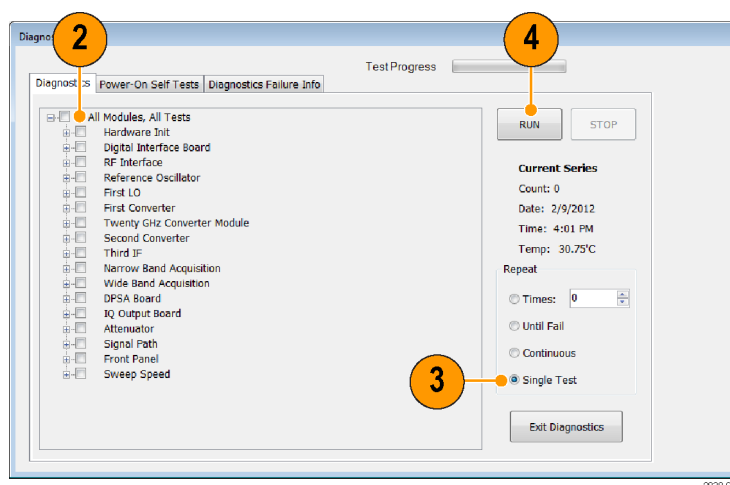 2
4
Test Progress
Diagnostics Power-On Self Tests Diagnostics Failure Info
All Modules, All Tests
Hardware Init
Digital Interface Board
RF Interface
Reference Oscillator
First LO
First Converter
Twenty GHz Converter Module
Second Converter
Third IF
Narrow Band Acquisition
Wide Band Acquisition
DPSA Board
IQ Output Board
Attenuator
Signal Path
Front Panel
Sweep Speed
RUN STOP
Current Series
Count: 0
Date: 2/9/2012
Time: 4:01 PM
Temp: 30.75'C
Repeat
Times: 0
Until Fail
Continuous
3
Single Test
Exit Diagnostics